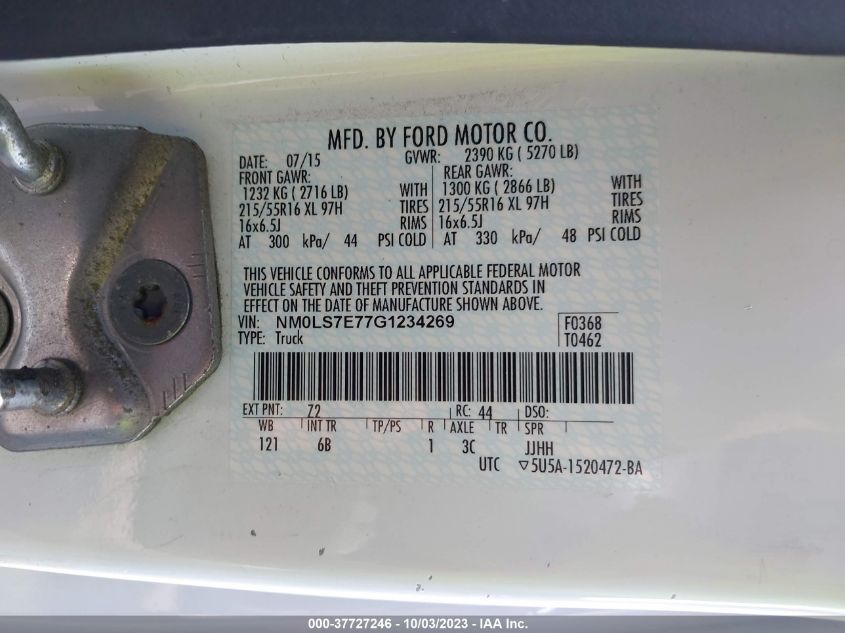 MFD. BY FORD MOTOR CO.
DATE: 07/15 GVWR: 2390 KG ( 5270 LB)
FRONT GAWR: REAR GAWR:
1232 KG ( 2716 LB) WITH 1300 KG ( 2866 LB) WITH
215/55R16 XL 97H TIRES 215/55R16 XL 97H TIRES
16x6.5J RIMS 16x6.5J RIMS
AT 300 kPa/ 44 PSI COLD AT 330 kPa/ 48 PSI COLD
THIS VEHICLE CONFORMS TO ALL APPLICABLE FEDERAL MOTOR
VEHICLE SAFETY AND THEFT PREVENTION STANDARDS IN
EFFECT ON THE DATE OF MANUFACTURE SHOWN ABOVE.
VIN: NM0LS7E77G1234269 F0368
TYPE: Truck T0462
EXT PNT: Z2 RC: 44 DSO:
WB INT TR TP/PS R AXLE TR SPR
121 6B 1 3C JJHH
UTC ▽5U5A-1520472-BA
000-37727246 - 10/03/2023 - IAA Inc.